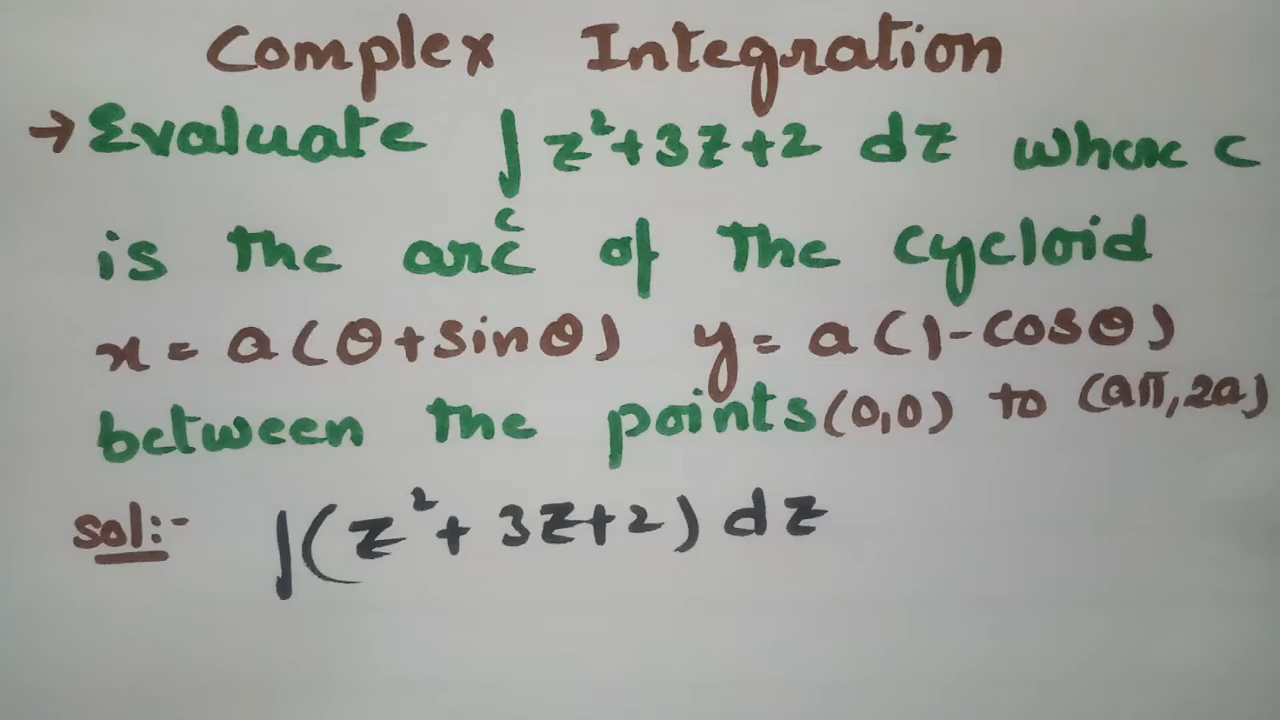 Complex Integration
→ Evaluate ∫ z²+3z+2 dz where c
c
is the arc of the cycloid
x = a(θ+sinθ) y = a(1-cosθ)
between the points (0,0) to (aπ, 2a)
sol:- ∫(z²+3z+2) dz